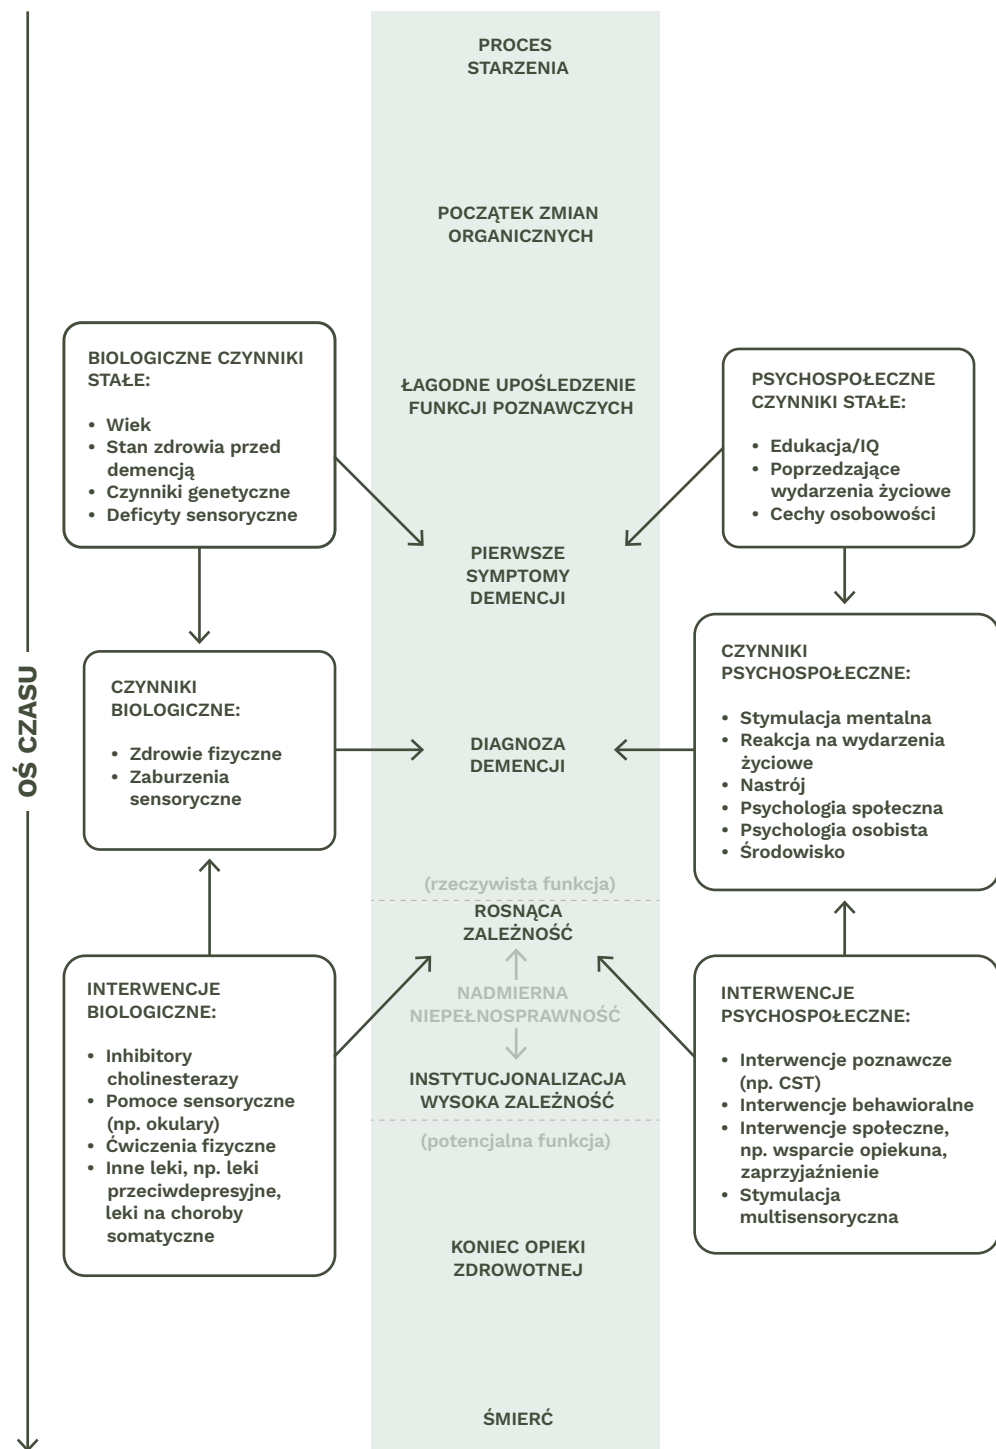 PROCES
STARZENIA
POCZĄTEK ZMIAN
ORGANICZNYCH
ŁAGODNE UPOŚLEDZENIE
FUNKCJI POZNAWCZYCH
BIOLOGICZNE CZYNNIKI
STAŁE:
• Wiek
• Stan zdrowia przed
demencją
• Czynniki genetyczne
• Deficyty sensoryczne
PSYCHOSPOŁECZNE
CZYNNIKI STAŁE:
• Edukacja/IQ
• Poprzedzające
wydarzenia życiowe
• Cechy osobowości
PIERWSZE
SYMPTOMY
DEMENCJI
OŚ CZASU
CZYNNIKI
BIOLOGICZNE:
• Zdrowie fizyczne
• Zaburzenia
sensoryczne
DIAGNOZA
DEMENCJI
CZYNNIKI
PSYCHOSPOŁECZNE:
• Stymulacja mentalna
• Reakcja na wydarzenia
życiowe
• Nastrój
• Psychologia społeczna
• Psychologia osobista
• Środowisko
(rzeczywista funkcja)
ROSNĄCA
ZALEŻNOŚĆ
NADMIERNA
NIEPEŁNOSPRAWNOŚĆ
INSTYTUCJONALIZACJA
WYSOKA ZALEŻNOŚĆ
(potencjalna funkcja)
INTERWENCJE
BIOLOGICZNE:
• Inhibitory
cholinesterazy
• Pomoce sensoryczne
(np. okulary)
• Ćwiczenia fizyczne
• Inne leki, np. leki
przeciwdepresyjne,
leki na choroby
somatyczne
INTERWENCJE
PSYCHOSPOŁECZNE:
• Interwencje poznawcze
(np. CST)
• Interwencje behawioralne
• Interwencje społeczne,
np. wsparcie opiekuna,
zaprzyjaźnienie
• Stymulacja
multisensoryczna
KONIEC OPIEKI
ZDROWOTNEJ
ŚMIERĆ